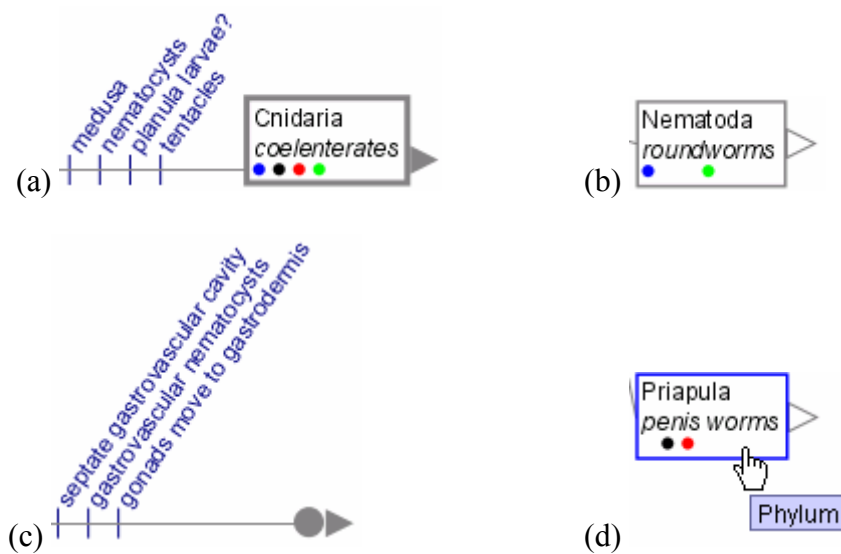 medusa
nematocysts
planula larvae?
tentacles
Cnidaria
coelenterates
(a)
Nematoda
roundworms
(b)
septate gastrovascular cavity
gastrovascular nematocysts
gonads move to gastrodermis
(c)
Priapula
penis worms
(d)
Phylum